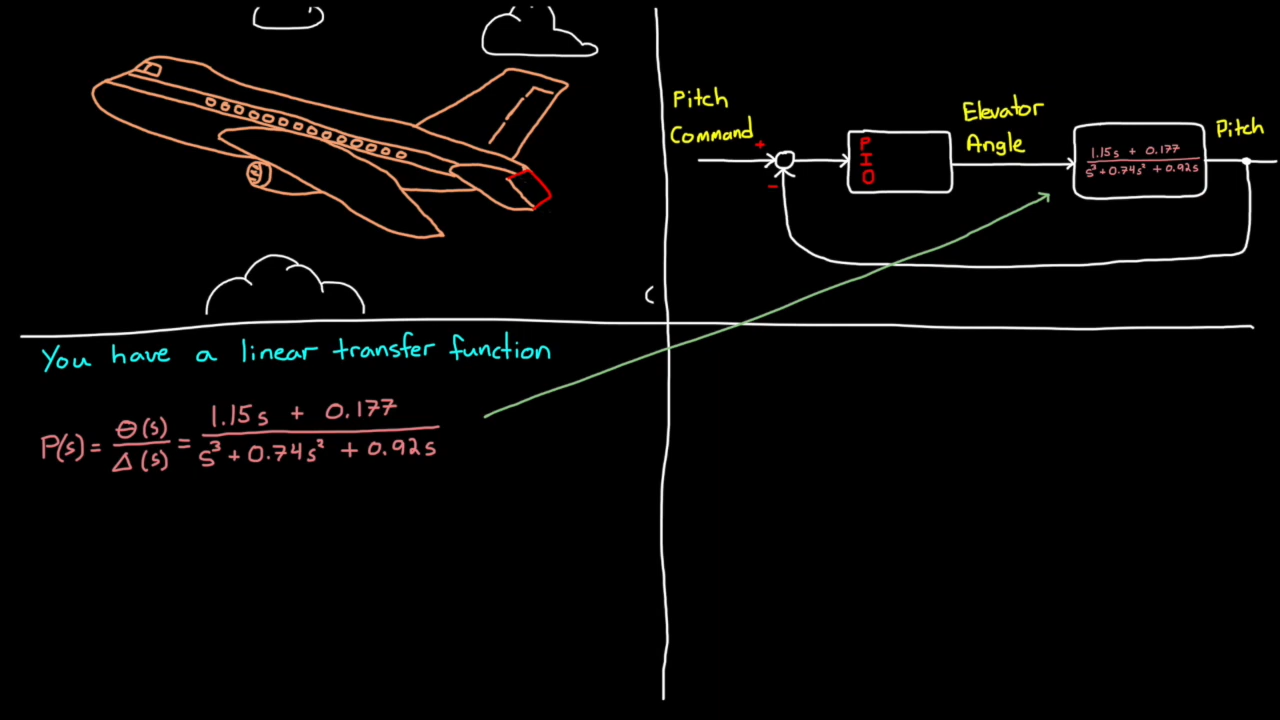 Pitch
Command
+
-
P
I
D
Elevator
Angle
1.15s + 0.177
s³+0.74s² +0.92s
Pitch
You have a linear transfer function
P(s) = Θ(s)/Δ(s) = 1.15s + 0.177
s³+0.74s² + 0.92s